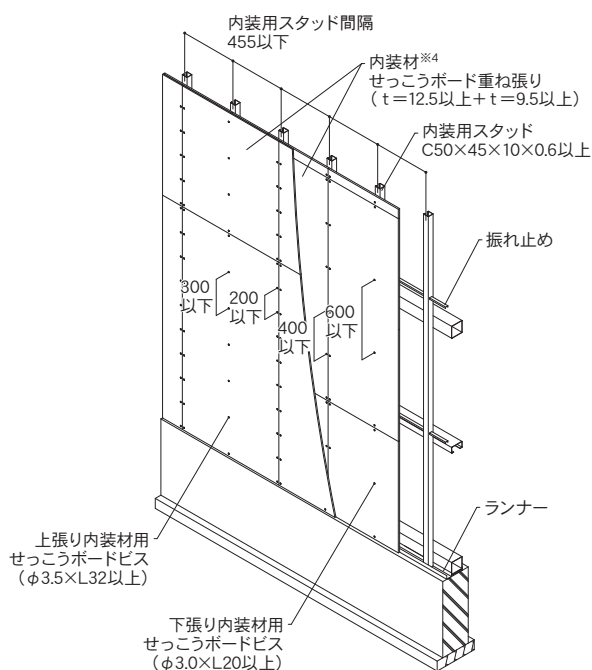 内装用スタッド間隔
455以下
内装材※4
せっこうボード重ね張り
(t=12.5以上+t=9.5以上)
内装用スタッド
C50×45×10×0.6以上
振れ止め
300
以下
200
以下
400
以下
600
以下
ランナー
上張り内装材用
せっこうボードビス
(φ3.5×L32以上)
下張り内装材用
せっこうボードビス
(φ3.0×L20以上)